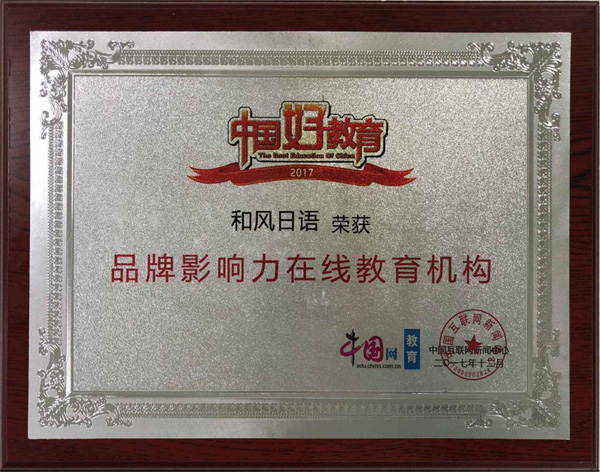 中国好教育
The Best Education Of China
2017
和风日语 荣获
品牌影响力在线教育机构
中国网 教育
edu.china.com.cn
中国互联网新闻中心
二〇一七年十二月